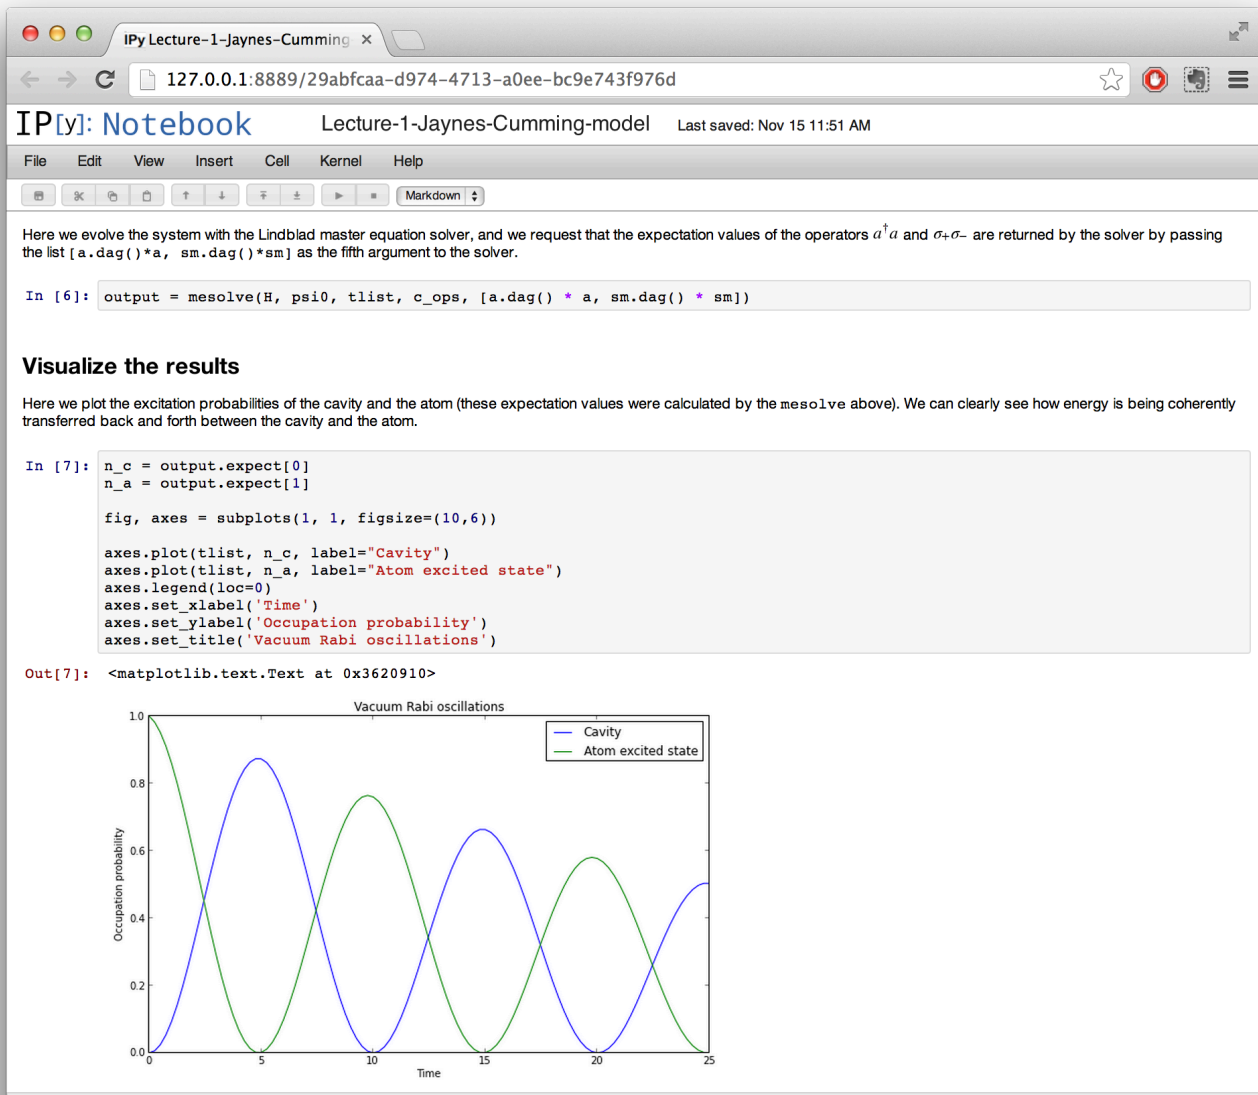 IPy Lecture-1-Jaynes-Cumming
127.0.0.1:8889/29abfcaa-d974-4713-a0ee-bc9e743f976d
IP[y]: Notebook Lecture-1-Jaynes-Cumming-model Last saved: Nov 15 11:51 AM
File Edit View Insert Cell Kernel Help
Markdown
Here we evolve the system with the Lindblad master equation solver, and we request that the expectation values of the operators a†a and σ+σ− are returned by the solver by passing
the list [a.dag()*a, sm.dag()*sm] as the fifth argument to the solver.
In [6]: output = mesolve(H, psi0, tlist, c_ops, [a.dag() * a, sm.dag() * sm])
Visualize the results
Here we plot the excitation probabilities of the cavity and the atom (these expectation values were calculated by the mesolve above). We can clearly see how energy is being coherently
transferred back and forth between the cavity and the atom.
In [7]: n_c = output.expect[0]
n_a = output.expect[1]
fig, axes = subplots(1, 1, figsize=(10,6))
axes.plot(tlist, n_c, label="Cavity")
axes.plot(tlist, n_a, label="Atom excited state")
axes.legend(loc=0)
axes.set_xlabel('Time')
axes.set_ylabel('Occupation probability')
axes.set_title('Vacuum Rabi oscillations')
Out[7]: <matplotlib.text.Text at 0x3620910>
Vacuum Rabi oscillations
1.0
0.8
0.6
0.4
0.2
0.0
Occupation probability
Cavity
Atom excited state
0 5 10 15 20 25
Time